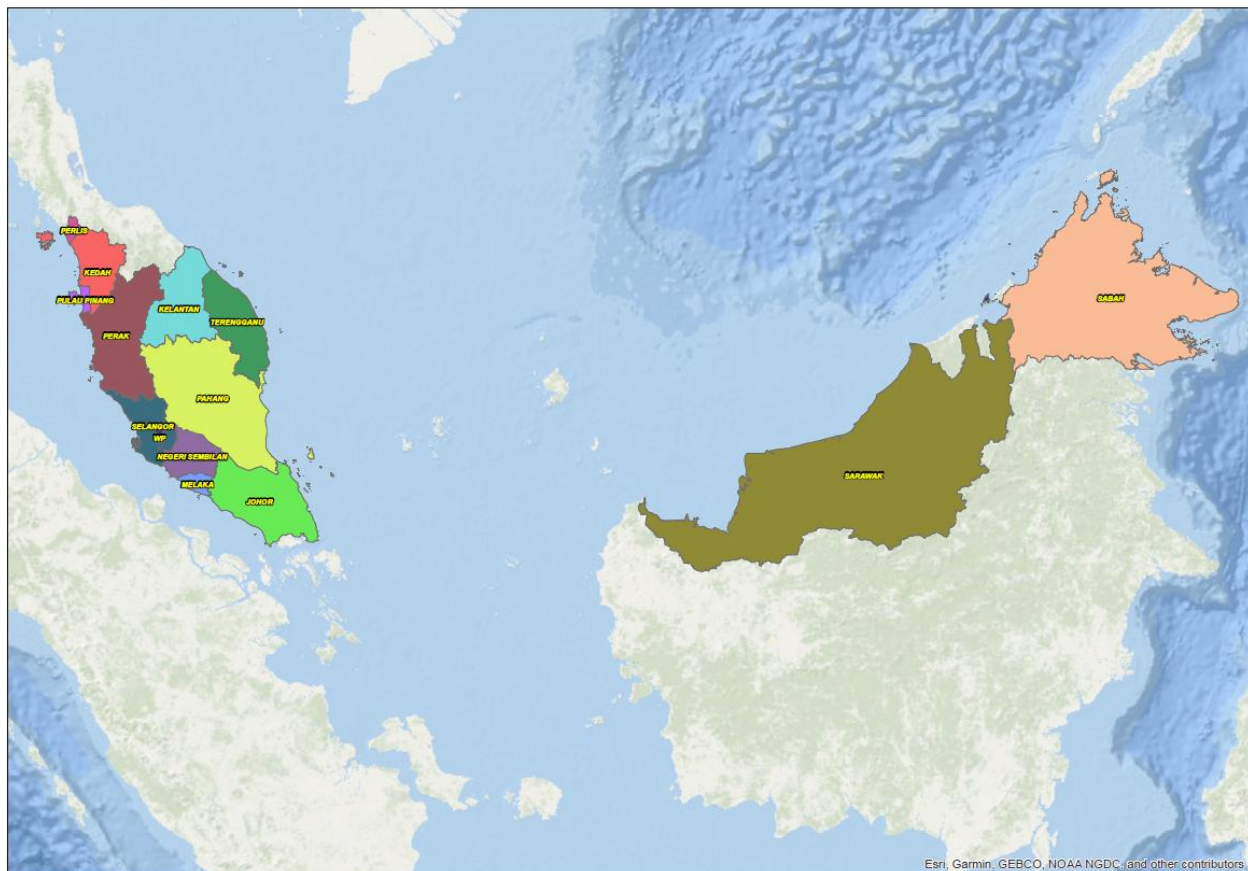 PERLIS
KEDAH
PULAU PINANG
KELANTAN
TERENGGANU
PERAK
PAHANG
SELANGOR
WP
NEGERI SEMBILAN
MELAKA
JOHOR
SABAH
SARAWAK
Esri, Garmin, GEBCO, NOAA NGDC, and other contributors